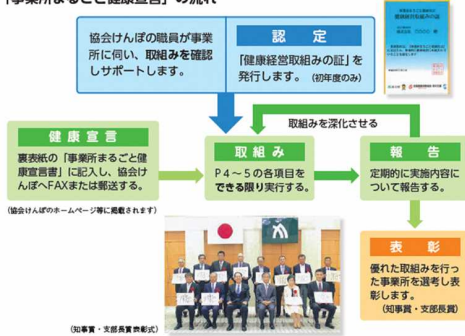 「事業所まるごと健康宣言」の流れ
協会けんぽの職員が事業
所に伺い、取組みを確認
しサポートします。
認定
「健康経営取組みの証」を
発行します。(初年度のみ)
取組みを深化させる
健康宣言
裏表紙の「事業所まるごと健
康宣言書」に記入し、協会け
んぽへFAXまたは郵送する。
(協会けんぽのホームページ等に掲載されます)
取組み
P4～5の各項目を
できる限り実行する。
報告
定期的に実施内容
について報告する。
表彰
優れた取組みを行っ
た事業所を選考し表
彰します。
(知事賞・支部長賞)
(知事賞・支部長賞表彰式)